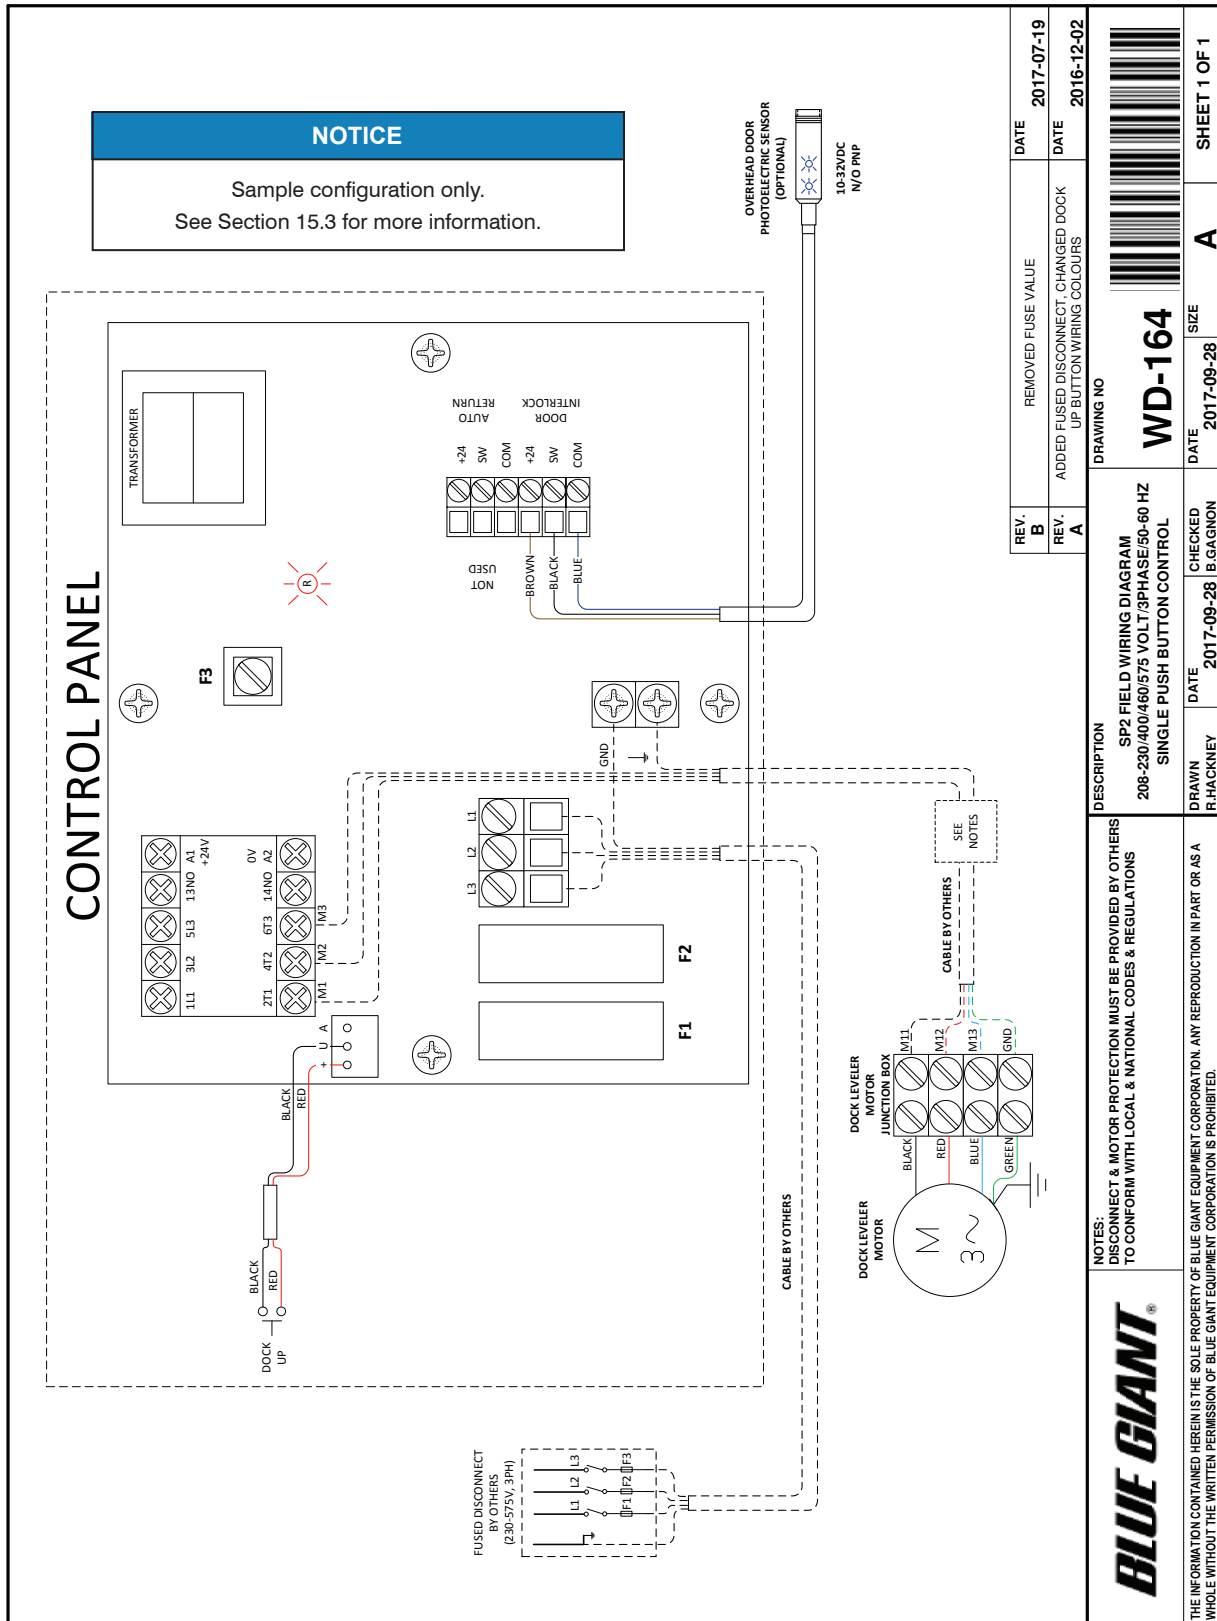 NOTICE
Sample configuration only.
See Section 15.3 for more information.
CONTROL PANEL
TRANSFORMER
F3
R
+24
SW
COM
+24
SW
COM
AUTO
RETURN
DOOR
INTERLOCK
NOT
USED
BROWN
BLACK
BLUE
OVERHEAD DOOR
PHOTOELECTRIC SENSOR
(OPTIONAL)
10-32VDC
N/O PNP
1L1
3L2
5L3
13NO
A1
+24V
2T1
4T2
6T3
14NO
A2
0V
M1
M2
M3
+
U
A
BLACK
RED
BLACK
RED
DOCK
UP
L3
L2
L1
GND
F1
F2
FUSED DISCONNECT
BY OTHERS
(230-575V, 3PH)
L1
L2
L3
F1
F2
F3
CABLE BY OTHERS
CABLE BY OTHERS
SEE
NOTES
DOCK LEVELER
MOTOR
JUNCTION BOX
M11
M12
M13
GND
BLACK
RED
BLUE
GREEN
DOCK LEVELER
MOTOR
M
3~
REV.
B
REMOVED FUSE VALUE
DATE
2017-07-19
REV.
A
ADDED FUSED DISCONNECT, CHANGED DOCK
UP BUTTON WIRING COLOURS
DATE
2016-12-02
BLUE GIANT®
NOTES:
DISCONNECT & MOTOR PROTECTION MUST BE PROVIDED BY OTHERS
TO CONFORM WITH LOCAL & NATIONAL CODES & REGULATIONS
DESCRIPTION
SP2 FIELD WIRING DIAGRAM
208-230/400/460/575 VOLT/3PHASE/50-60 HZ
SINGLE PUSH BUTTON CONTROL
DRAWING NO
WD-164
DRAWN
R.HACKNEY
DATE
2017-09-28
CHECKED
B.GAGNON
DATE
2017-09-28
SIZE
A
SHEET 1 OF 1
THE INFORMATION CONTAINED HEREIN IS THE SOLE PROPERTY OF BLUE GIANT EQUIPMENT CORPORATION. ANY REPRODUCTION IN PART OR AS A
WHOLE WITHOUT THE WRITTEN PERMISSION OF BLUE GIANT EQUIPMENT CORPORATION IS PROHIBITED.